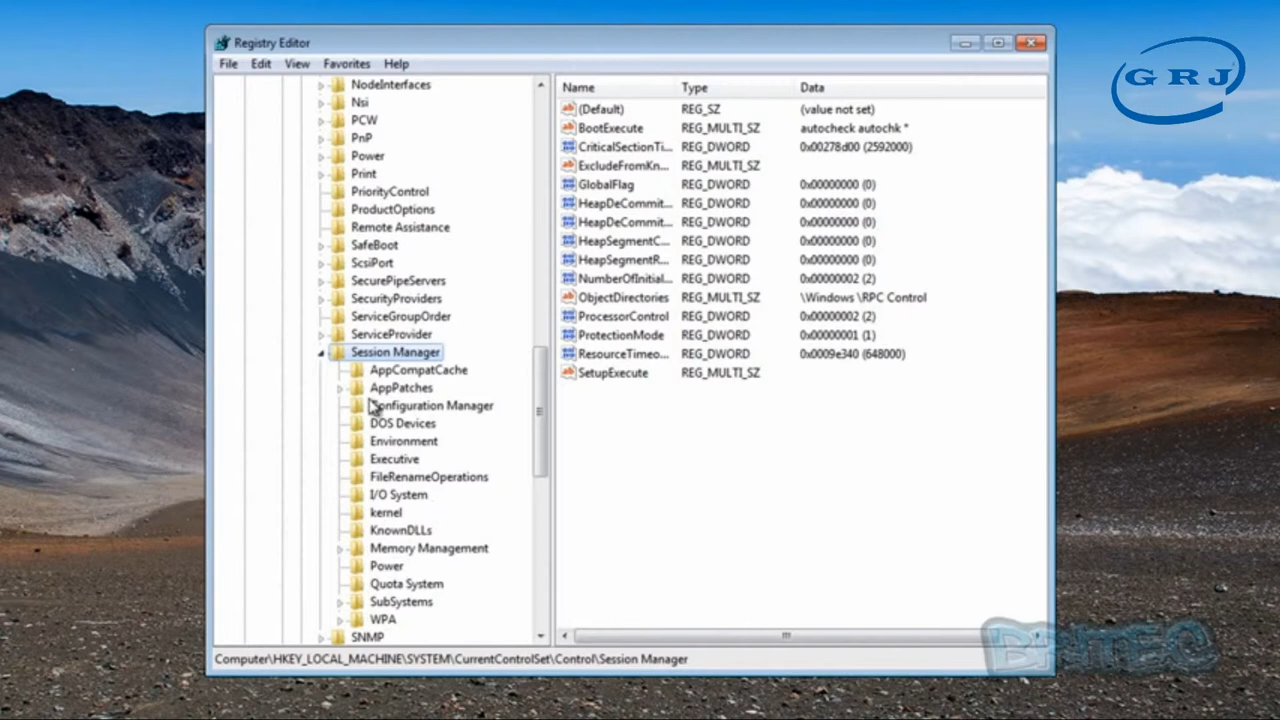 Registry Editor
GRJ
File Edit View Favorites Help
NodeInterfaces
Nsi
PCW
PnP
Power
Print
PriorityControl
ProductOptions
Remote Assistance
SafeBoot
ScsiPort
SecurePipeServers
SecurityProviders
ServiceGroupOrder
ServiceProvider
Session Manager
AppCompatCache
AppPatches
Configuration Manager
DOS Devices
Environment
Executive
FileRenameOperations
I/O System
kernel
KnownDLLs
Memory Management
Power
Quota System
SubSystems
WPA
SNMP
Name Type Data
(Default) REG_SZ (value not set)
BootExecute REG_MULTI_SZ autocheck autochk *
CriticalSectionTi... REG_DWORD 0x00278d00 (2592000)
ExcludeFromKn... REG_MULTI_SZ
GlobalFlag REG_DWORD 0x00000000 (0)
HeapDeCommit... REG_DWORD 0x00000000 (0)
HeapDeCommit... REG_DWORD 0x00000000 (0)
HeapSegmentC... REG_DWORD 0x00000000 (0)
HeapSegmentR... REG_DWORD 0x00000000 (0)
NumberOfInitial... REG_DWORD 0x00000002 (2)
ObjectDirectories REG_MULTI_SZ \Windows \RPC Control
ProcessorControl REG_DWORD 0x00000002 (2)
ProtectionMode REG_DWORD 0x00000001 (1)
ResourceTimeo... REG_DWORD 0x0009e340 (648000)
SetupExecute REG_MULTI_SZ
Computer\HKEY_LOCAL_MACHINE\SYSTEM\CurrentControlSet\Control\Session Manager
BRITEC